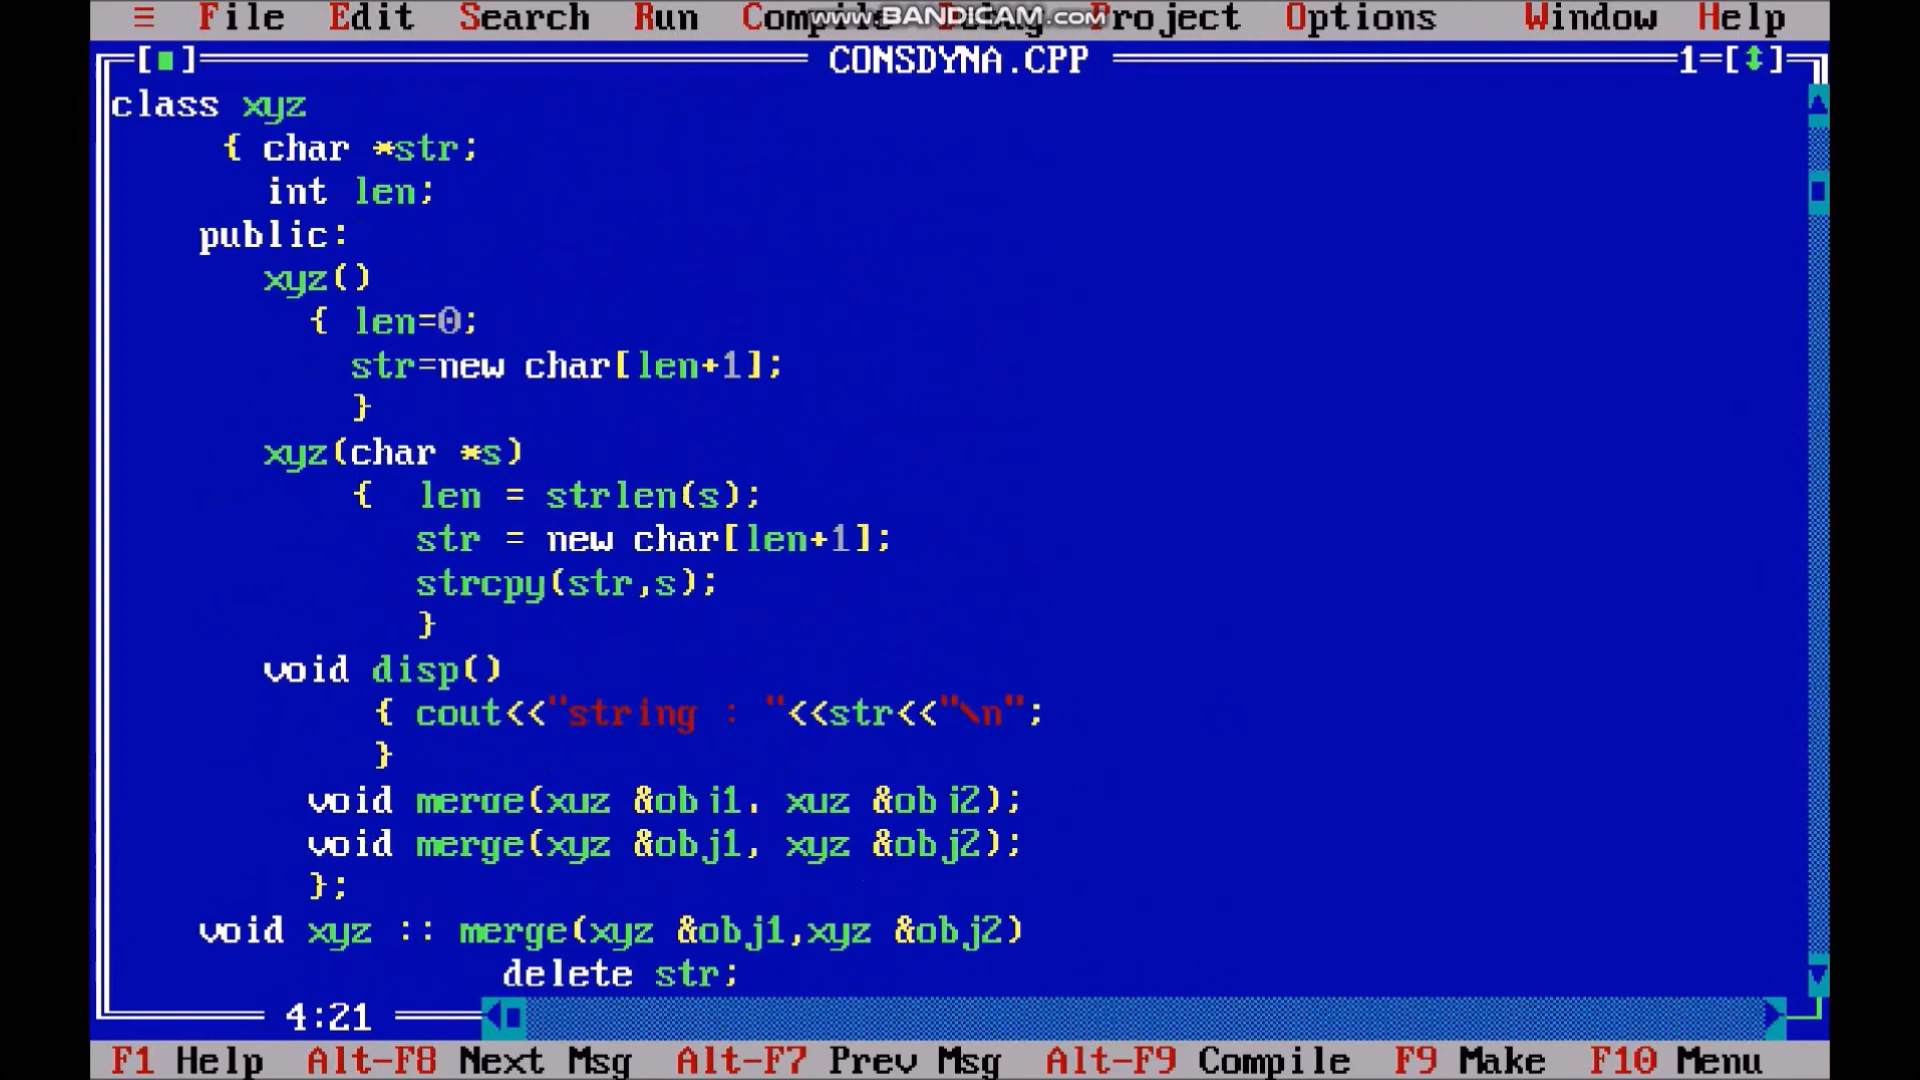 ≡ File Edit Search Run Compile Debug Project Options Window Help
www.BANDICAM.com
[■] CONSDYNA.CPP 1=[↕]
class xyz
{ char *str;
int len;
public:
xyz()
{ len=0;
str=new char[len+1];
}
xyz(char *s)
{ len = strlen(s);
str = new char[len+1];
strcpy(str,s);
}
void disp()
{ cout<<"string : "<<str<<"\n";
}
void merge(xyz &obj1, xyz &obj2);
void merge(xyz &obj1, xyz &obj2);
};
void xyz :: merge(xyz &obj1,xyz &obj2)
delete str;
4:21
F1 Help Alt-F8 Next Msg Alt-F7 Prev Msg Alt-F9 Compile F9 Make F10 Menu